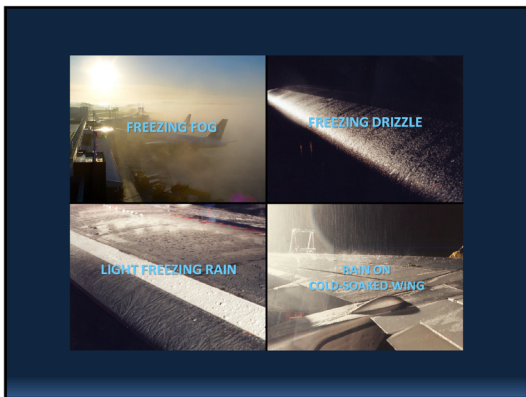 FREEZING FOG
FREEZING DRIZZLE
LIGHT FREEZING RAIN
RAIN ON
COLD-SOAKED WING